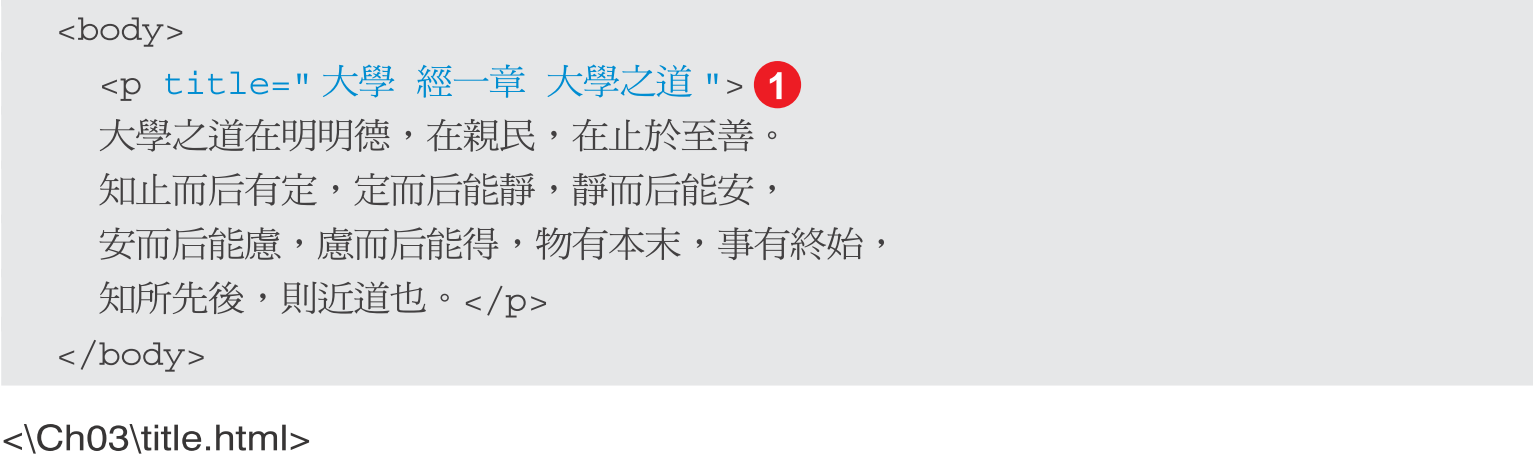 <body>
<p title="大學 經一章 大學之道"> 1
大學之道在明明德，在親民，在止於至善。
知止而后有定，定而后能靜，靜而后能安，
安而后能慮，慮而后能得，物有本末，事有終始，
知所先後，則近道也。</p>
</body>
<\Ch03\title.html>